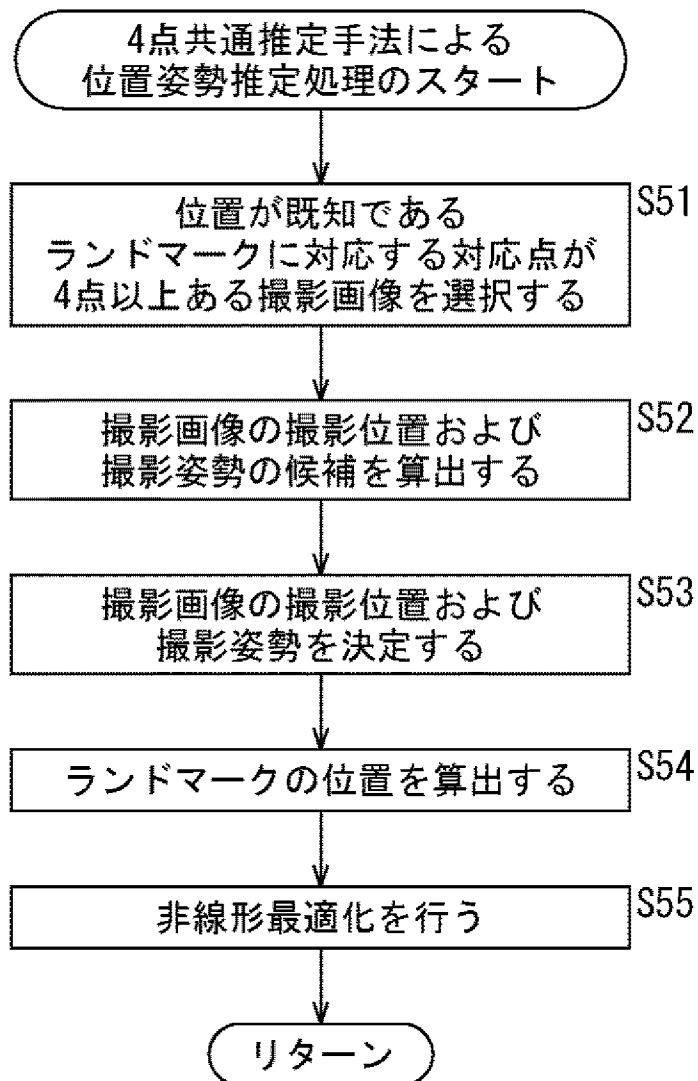 4点共通推定手法による
位置姿勢推定処理のスタート
S51
位置が既知である
ランドマークに対応する対応点が
4点以上ある撮影画像を選択する
S52
撮影画像の撮影位置および
撮影姿勢の候補を算出する
S53
撮影画像の撮影位置および
撮影姿勢を決定する
S54
ランドマークの位置を算出する
S55
非線形最適化を行う
リターン